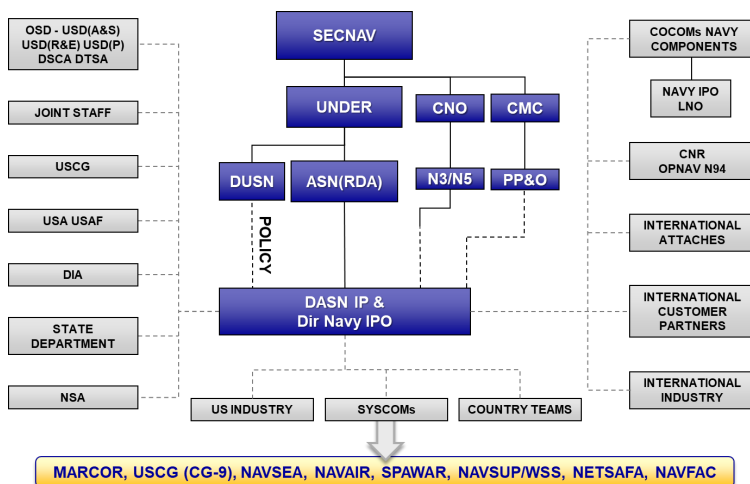 OSD - USD(A&S)
USD(R&E) USD(P)
DSCA DTSA
JOINT STAFF
USCG
USA USAF
DIA
STATE
DEPARTMENT
NSA
SECNAV
UNDER
CNO
CMC
DUSN
ASN(RDA)
N3/N5
PP&O
POLICY
DASN IP &
Dir Navy IPO
US INDUSTRY
SYSCOMs
COUNTRY TEAMS
COCOMs NAVY
COMPONENTS
NAVY IPO
LNO
CNR
OPNAV N94
INTERNATIONAL
ATTACHES
INTERNATIONAL
CUSTOMER
PARTNERS
INTERNATIONAL
INDUSTRY
MARCOR, USCG (CG-9), NAVSEA, NAVAIR, SPAWAR, NAVSUP/WSS, NETSAFA, NAVFAC